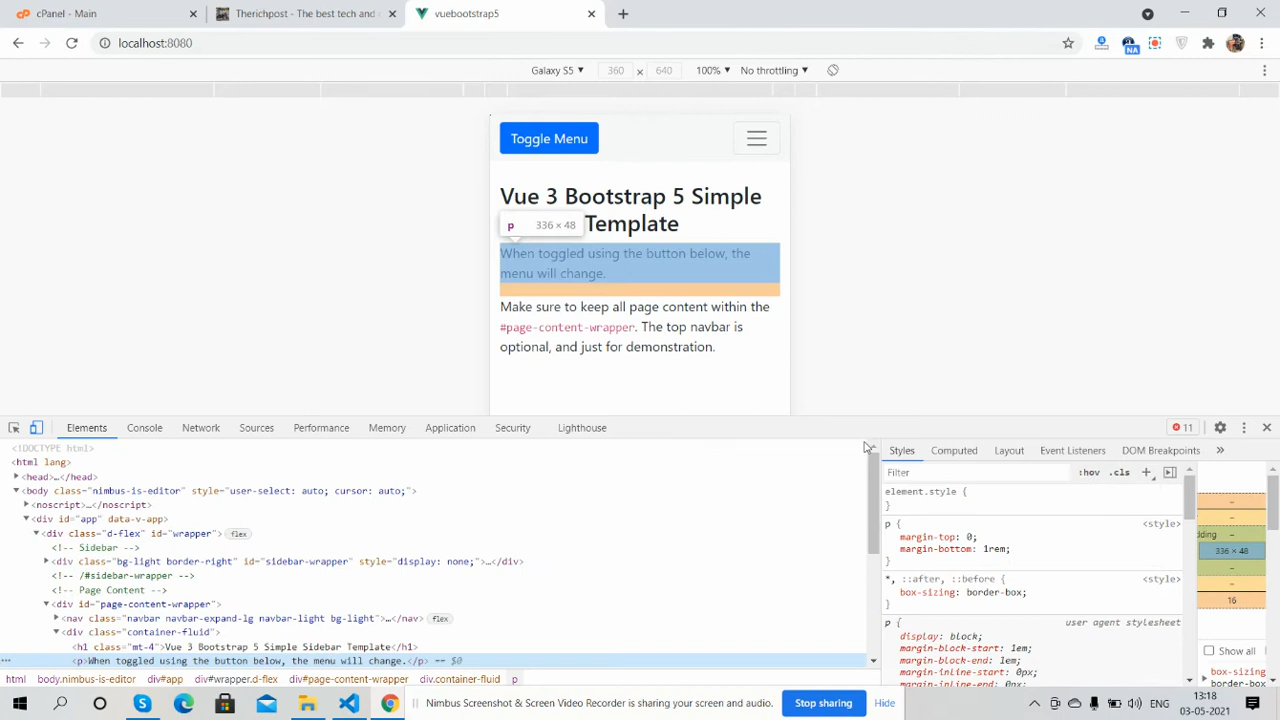 cPanel - Main
Therichpost - The best tech and
vuebootstrap5
localhost:8080
NA
Galaxy S5
360 × 640
100%
No throttling
Toggle Menu
Vue 3 Bootstrap 5 Simple
Template
p 336 × 48
When toggled using the button below, the
menu will change.
Make sure to keep all page content within the
#page-content-wrapper. The top navbar is
optional, and just for demonstration.
Elements Console Network Sources Performance Memory Application Security Lighthouse
11
<!DOCTYPE html>
<html lang>
<head>…</head>
<body class="nimbus-is-editor" style="user-select: auto; cursor: auto;">
<noscript>…</noscript>
<div id="app" data-v-app>
<div class="d-flex" id="wrapper"> flex
<!-- Sidebar -->
<div class="bg-light border-right" id="sidebar-wrapper" style="display: none;">…</div>
<!-- /#sidebar-wrapper -->
<!-- Page Content -->
<div id="page-content-wrapper">
<nav class="navbar navbar-expand-lg navbar-light bg-light">…</nav> flex
<div class="container-fluid">
<h1 class="mt-4">Vue 3 Bootstrap 5 Simple Sidebar Template</h1>
… <p>When toggled using the button below, the menu will change.</p> == $0
html body.nimbus-is-editor div#app div#wrapper.d-flex div#page-content-wrapper div.container-fluid p
Styles Computed Layout Event Listeners DOM Breakpoints »
Filter
:hov .cls +
element.style {
}
p { <style>
margin-top: 0;
margin-bottom: 1rem;
}
*, ::after, ::before { <style>
box-sizing: border-box;
}
p { user agent stylesheet
display: block;
margin-block-start: 1em;
margin-block-end: 1em;
margin-inline-start: 0px;
margin-inline-end: 0px;
–
–
dding –
336 × 48
–
–
16
Show all
box-sizing
border-box
Nimbus Screenshot & Screen Video Recorder is sharing your screen and audio.
Stop sharing
Hide
13:18
03-05-2021